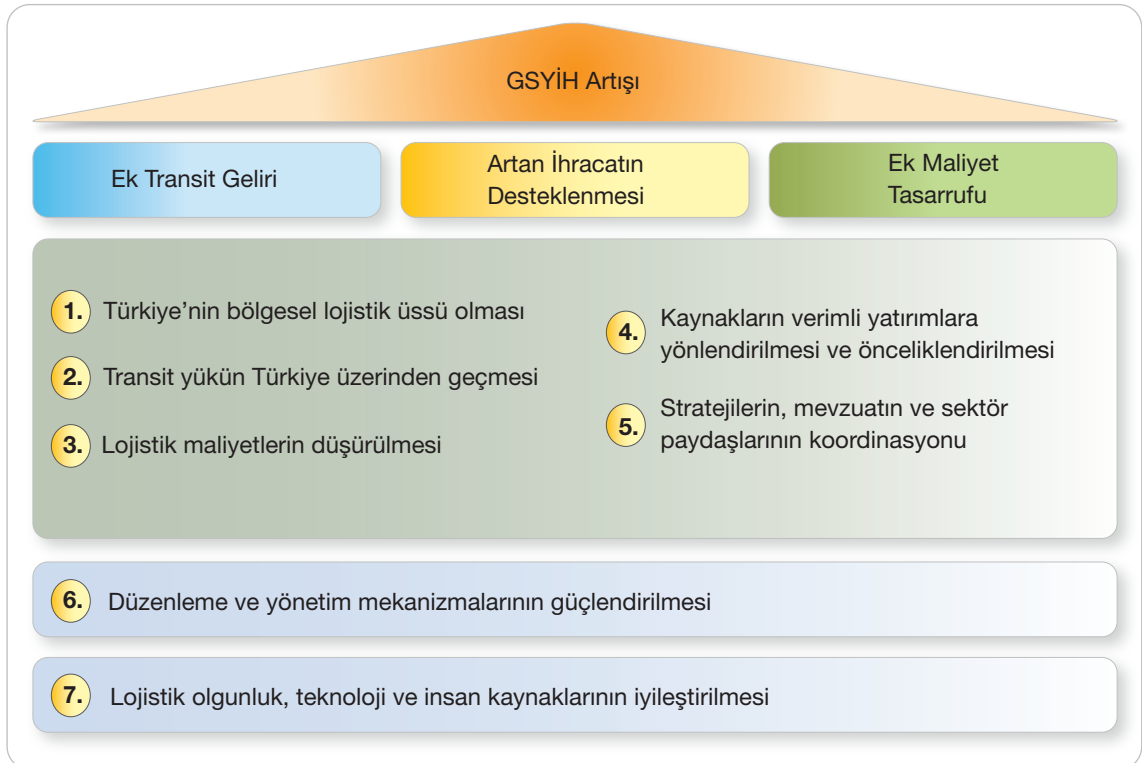 GSYİH Artışı
Ek Transit Geliri
Artan İhracatın
Desteklenmesi
Ek Maliyet
Tasarrufu
1. Türkiye’nin bölgesel lojistik üssü olması
2. Transit yükün Türkiye üzerinden geçmesi
3. Lojistik maliyetlerin düşürülmesi
4. Kaynakların verimli yatırımlara
yönlendirilmesi ve önceliklendirilmesi
5. Stratejilerin, mevzuatın ve sektör
paydaşlarının koordinasyonu
6. Düzenleme ve yönetim mekanizmalarının güçlendirilmesi
7. Lojistik olgunluk, teknoloji ve insan kaynaklarının iyileştirilmesi